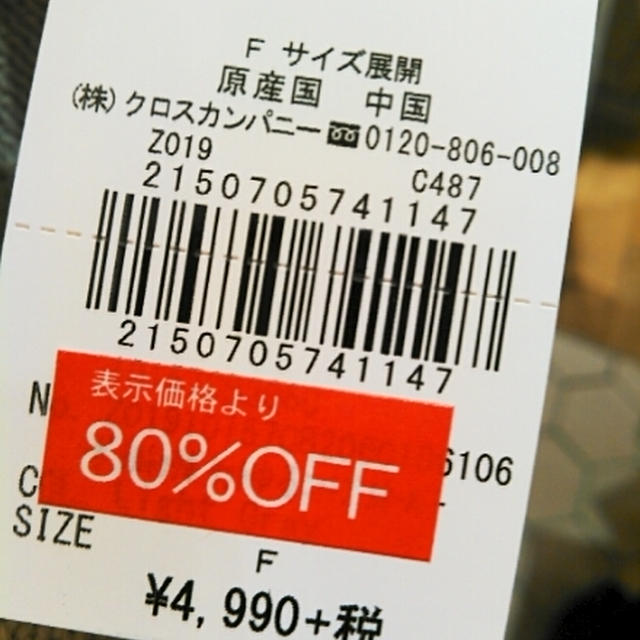 F サイズ展開
原産国 中国
(株)クロスカンパニー 0120-806-008
Z019 C487
2150705741147
2150705741147
表示価格より
80%OFF
6106
SIZE F
¥4,990+税